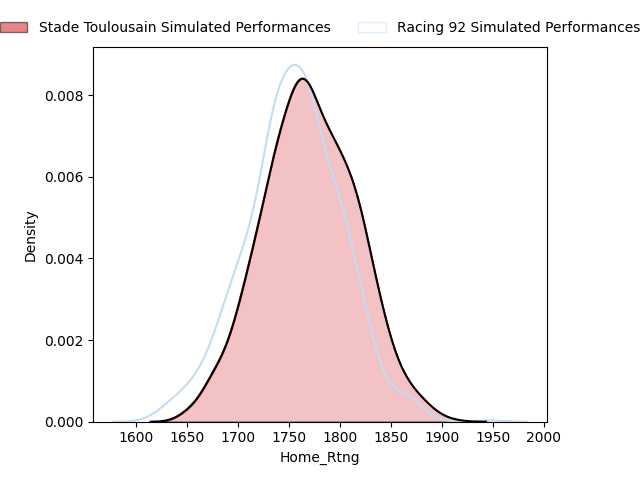 Stade Toulousain Simulated Performances
Racing 92 Simulated Performances
0.008
0.006
0.004
0.002
0.000
Density
1600 1650 1700 1750 1800 1850 1900 1950 2000
Home_Rtng